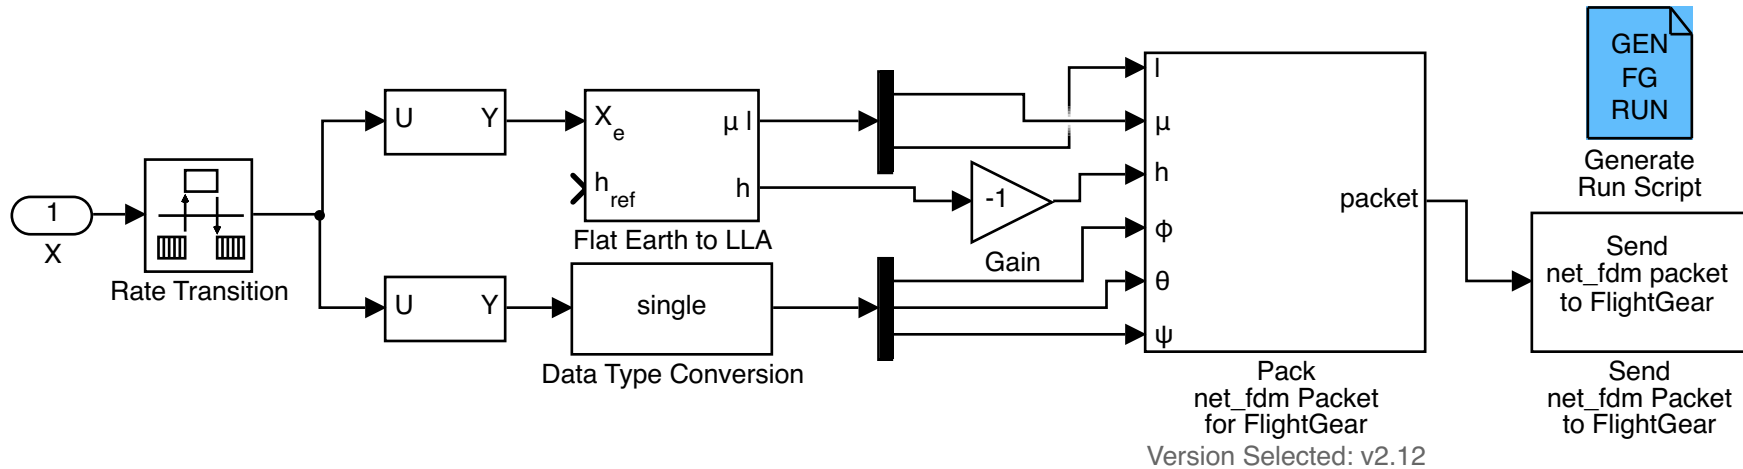 1
X
Rate Transition
U Y
U Y
X_e
h_ref
μ l
h
Flat Earth to LLA
single
Data Type Conversion
-1
Gain
l
μ
h
ϕ
θ
ψ
packet
Pack
net_fdm Packet
for FlightGear
Version Selected: v2.12
GEN
FG
RUN
Generate
Run Script
Send
net_fdm packet
to FlightGear
Send
net_fdm Packet
to FlightGear